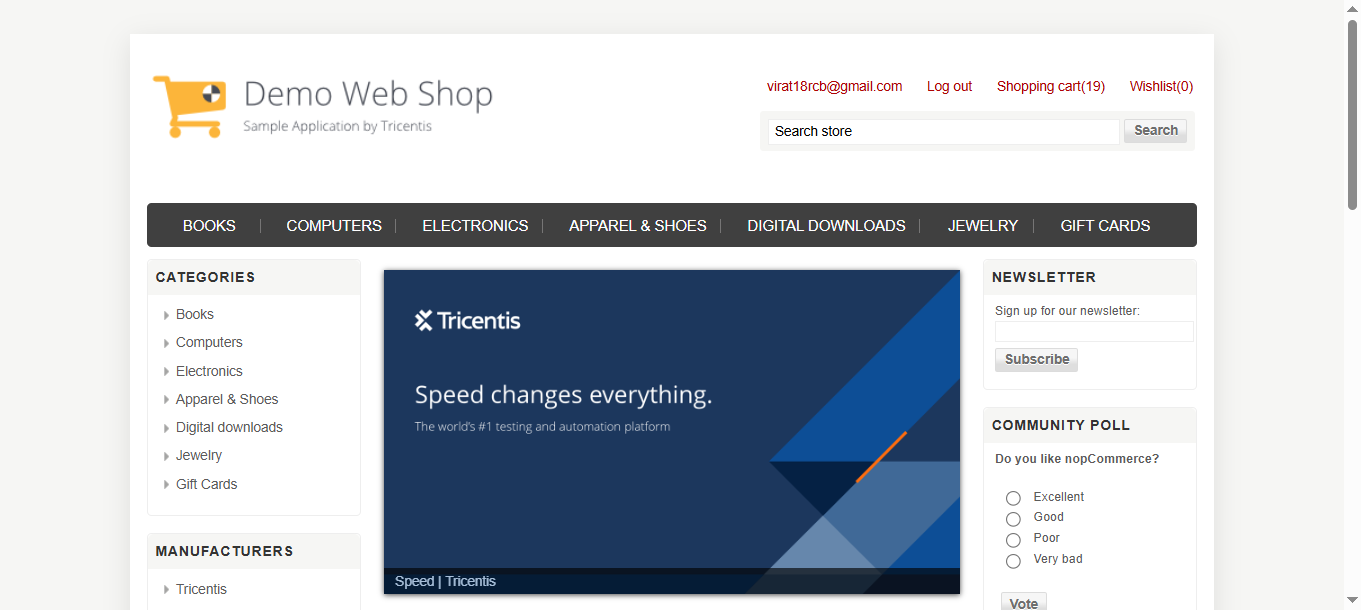 Demo Web Shop
Sample Application by Tricentis
virat18rcb@gmail.com Log out Shopping cart(19) Wishlist(0)
Search store Search
BOOKS COMPUTERS ELECTRONICS APPAREL & SHOES DIGITAL DOWNLOADS JEWELRY GIFT CARDS
CATEGORIES
Books
Computers
Electronics
Apparel & Shoes
Digital downloads
Jewelry
Gift Cards
MANUFACTURERS
Tricentis
Tricentis
Speed changes everything.
The world's #1 testing and automation platform
Speed | Tricentis
NEWSLETTER
Sign up for our newsletter:
Subscribe
COMMUNITY POLL
Do you like nopCommerce?
Excellent
Good
Poor
Very bad
Vote